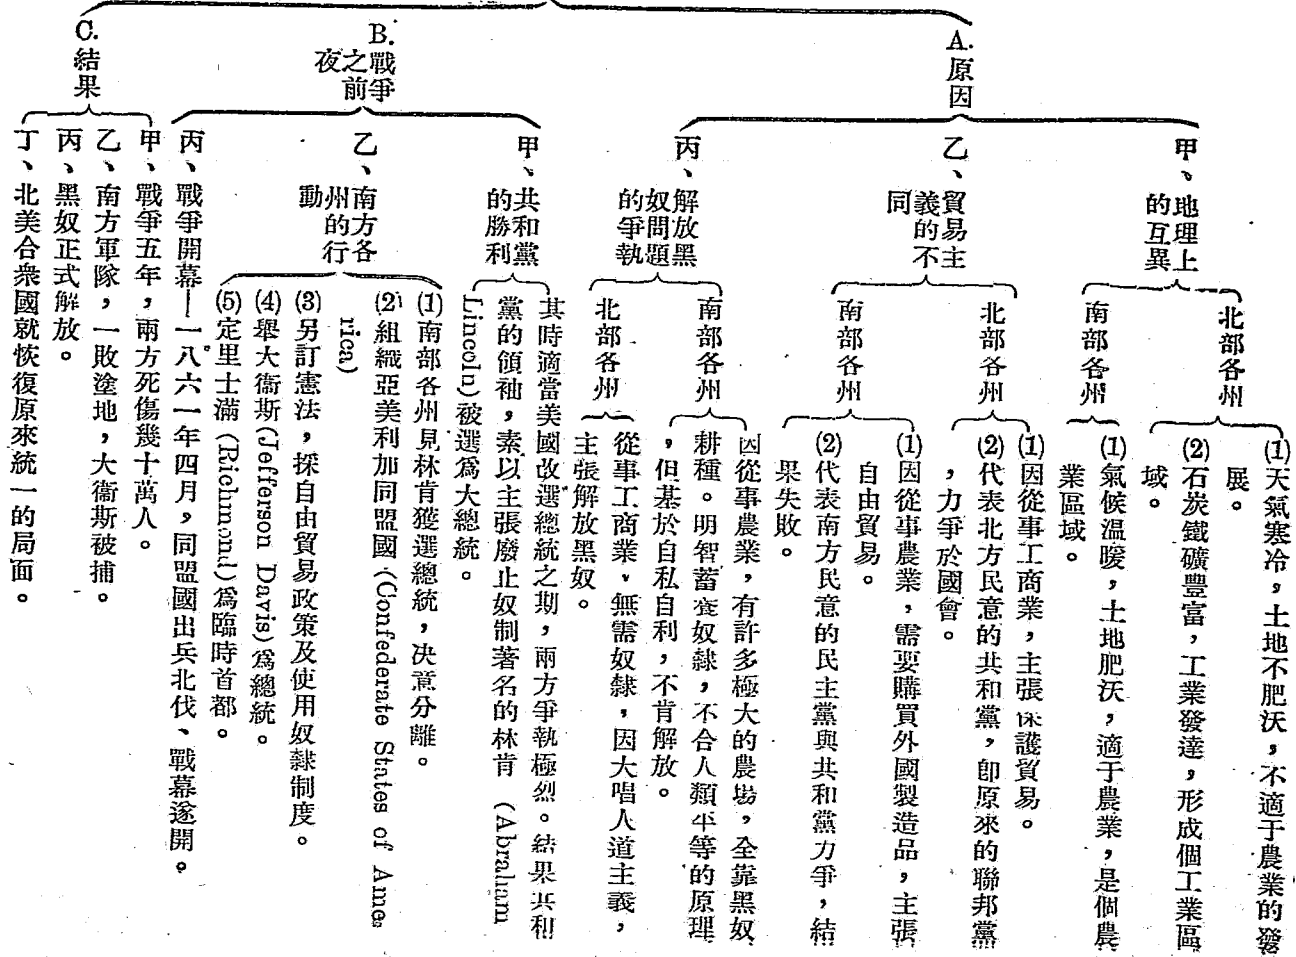 A.原因
甲、地理上
的互異
北部各州
(1)天氣寒冷，土地不肥沃，不適于農業的發
展。
(2)石炭鐵礦豐富，工業發達，形成個工業區
域。
南部各州
(1)氣候溫暖，土地肥沃，適于農業，是個農
業區域。
乙、貿易主
義的不
同
北部各州
(1)因從事工商業，主張保護貿易。
(2)代表北方民意的共和黨，卽原來的聯邦黨
，力爭於國會。
南部各州
(1)因從事農業，需要購買外國製造品，主張
自由貿易。
(2)代表南方民意的民主黨與共和黨力爭，結
果失敗。
丙、解放黑
奴問題
的爭執
南部各州
因從事農業，有許多極大的農場，全靠黑奴
耕種。明智蓄養奴隸，不合人類平等的原理
，但基於自私自利，不肯解放。
北部各州
從事工商業，無需奴隸，因大唱人道主義，
主張解放黑奴。
B.戰爭
之前
夜
甲、共和黨
的勝利
其時適當美國改選總統之期，兩方爭執極烈。結果共和
黨的領袖，素以主張廢止奴制著名的林肯 (Abraham
Lincoln)被選爲大總統。
乙、南方各
州的行
動
(1)南部各州見林肯獲選總統，決意分離。
(2)組織亞美利加同盟國 (Confederate States of Ame-
rica)
(3)另訂憲法，採自由貿易政策及使用奴隸制度。
(4)舉大衞斯(Jefferson Davis)爲總統。
(5)定里士滿 (Richmond)爲臨時首都。
丙、戰爭開幕—一八六一年四月，同盟國出兵北伐、戰幕遂開。
C.結果
甲、戰爭五年，兩方死傷幾十萬人。
乙、南方軍隊，一敗塗地，大衞斯被捕。
丙、黑奴正式解放。
丁、北美合衆國就恢復原來統一的局面。